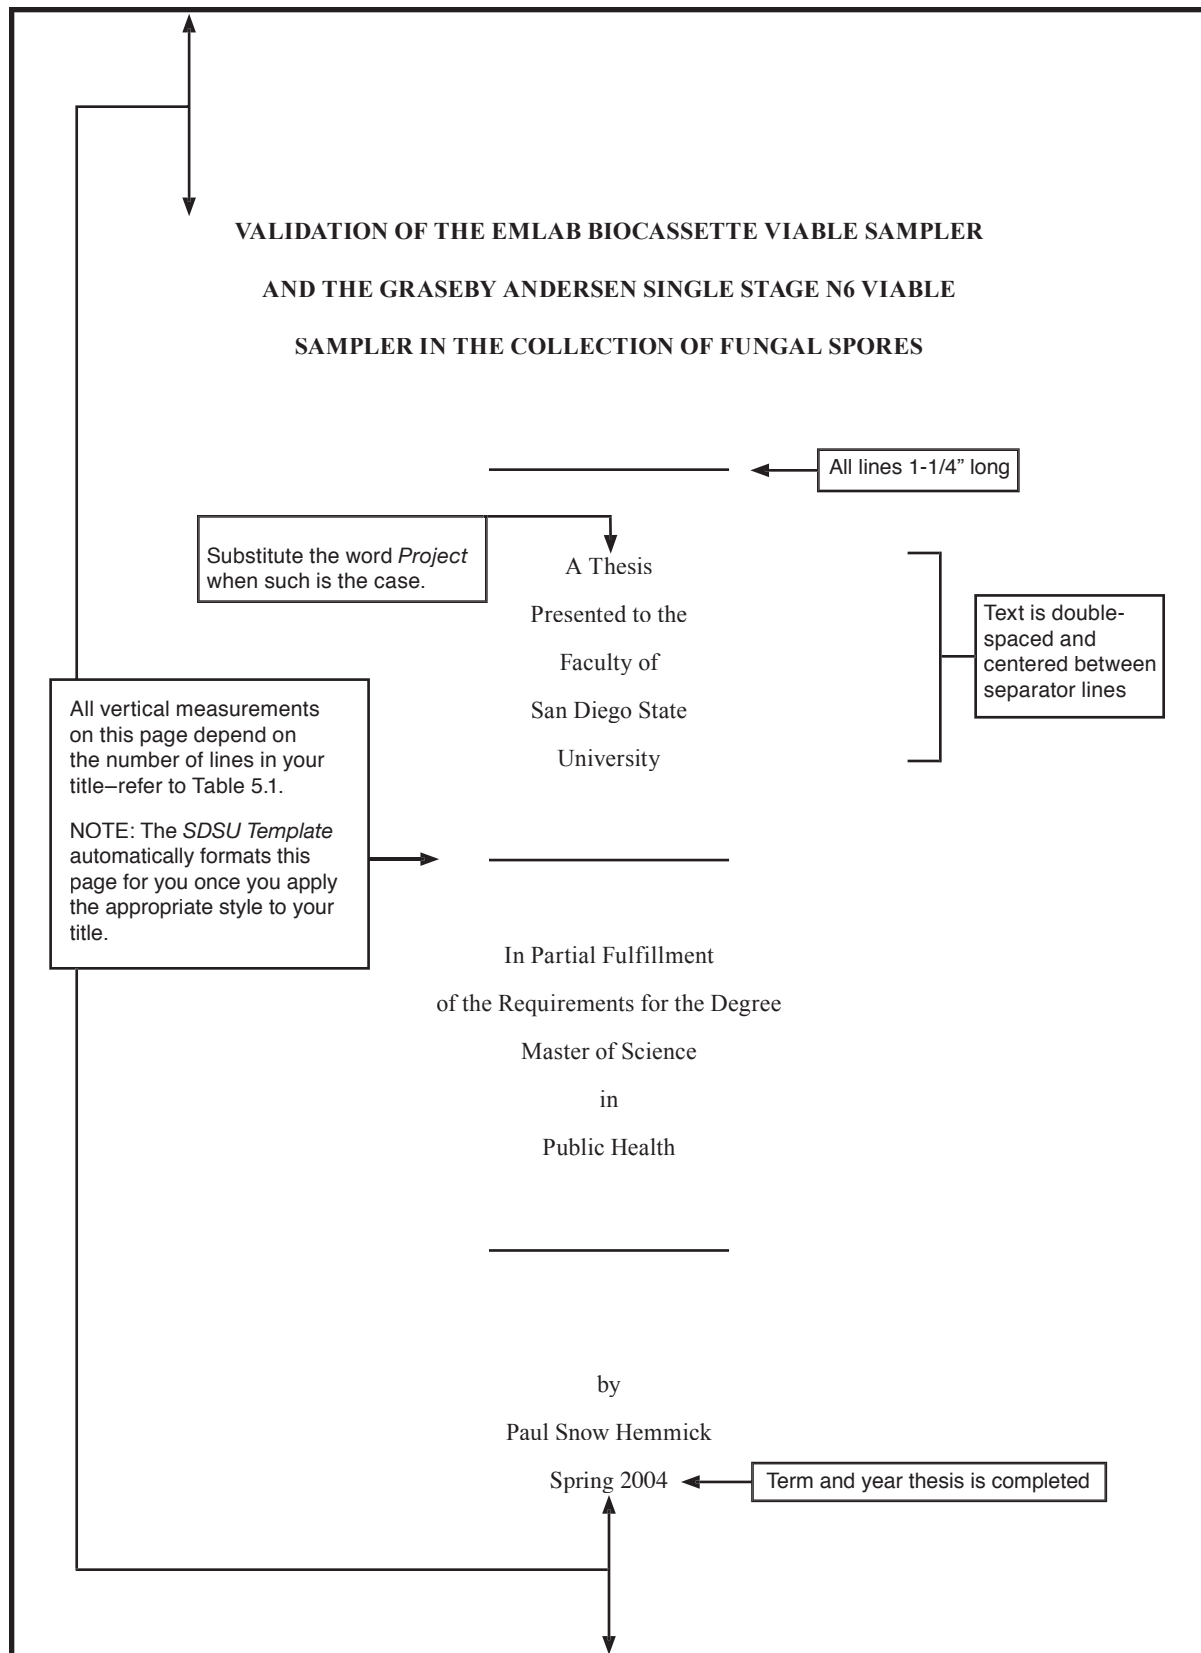 VALIDATION OF THE EMLAB BIOCASSETTE VIABLE SAMPLER
AND THE GRASEBY ANDERSEN SINGLE STAGE N6 VIABLE
SAMPLER IN THE COLLECTION OF FUNGAL SPORES
All lines 1-1/4” long
Substitute the word Project
when such is the case.
A Thesis
Presented to the
Faculty of
San Diego State
University
Text is double-
spaced and
centered between
separator lines
All vertical measurements
on this page depend on
the number of lines in your
title–refer to Table 5.1.
NOTE: The SDSU Template
automatically formats this
page for you once you apply
the appropriate style to your
title.
In Partial Fulfillment
of the Requirements for the Degree
Master of Science
in
Public Health
by
Paul Snow Hemmick
Spring 2004
Term and year thesis is completed